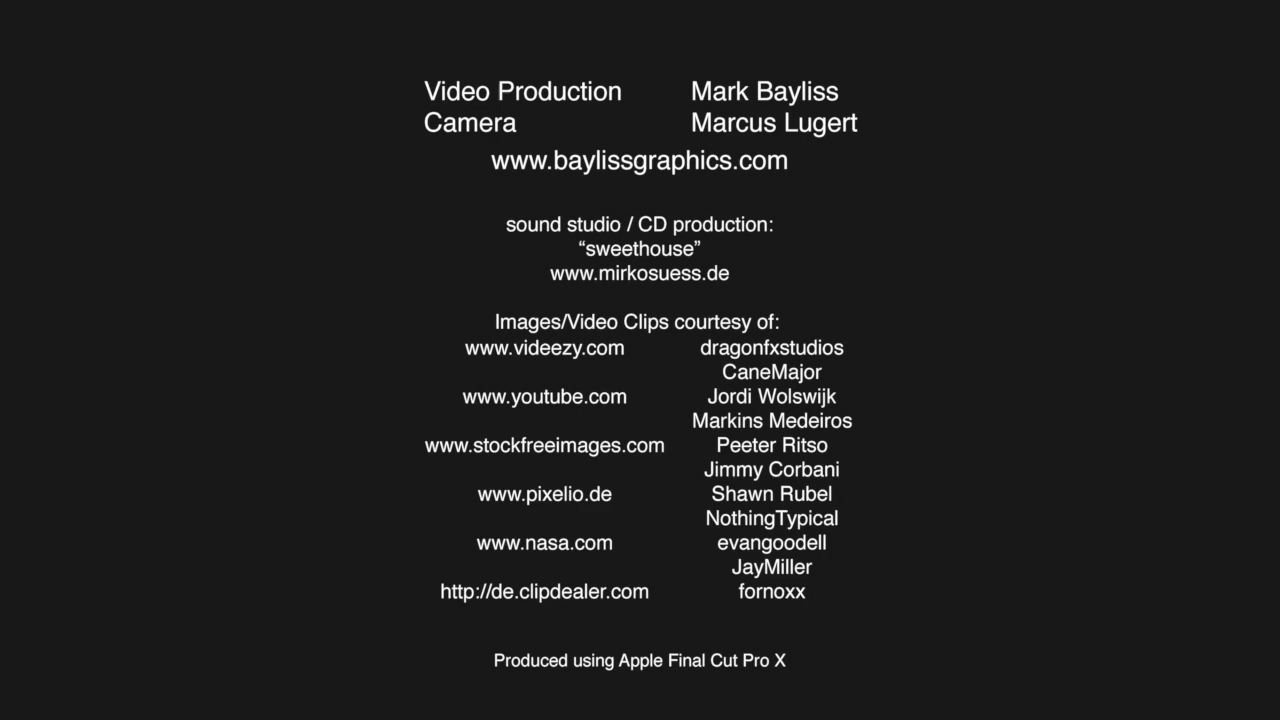 Video Production Mark Bayliss
Camera Marcus Lugert
www.baylissgraphics.com
sound studio / CD production:
“sweethouse”
www.mirkosuess.de
Images/Video Clips courtesy of:
www.videezy.com dragonfxstudios
CaneMajor
www.youtube.com Jordi Wolswijk
Markins Medeiros
www.stockfreeimages.com Peeter Ritso
Jimmy Corbani
www.pixelio.de Shawn Rubel
NothingTypical
www.nasa.com evangoodell
JayMiller
http://de.clipdealer.com fornoxx
Produced using Apple Final Cut Pro X